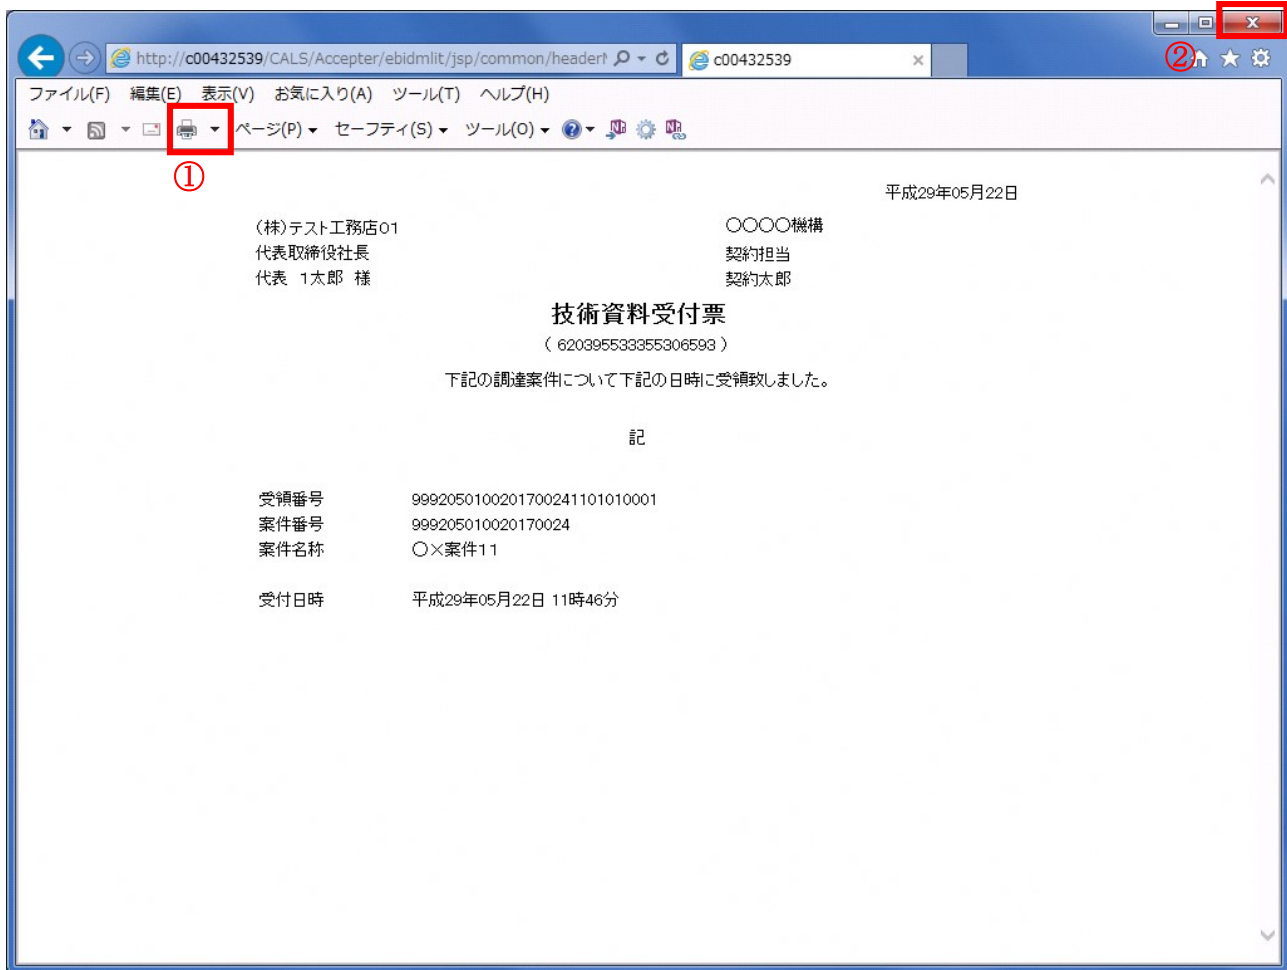 http://c00432539/CALS/Accepter/ebidmlit/jsp/common/header
c00432539
②
ファイル(F) 編集(E) 表示(V) お気に入り(A) ツール(T) ヘルプ(H)
ページ(P) セーフティ(S) ツール(O)
①
平成29年05月22日
(株)テスト工務店01
〇〇〇〇機構
代表取締役社長
契約担当
代表 1太郎 様
契約太郎
技術資料受付票
( 620395533355306593 )
下記の調達案件について下記の日時に受領致しました。
記
受領番号 9992050100201700241101010001
案件番号 999205010020170024
案件名称 〇×案件11
受付日時 平成29年05月22日 11時46分